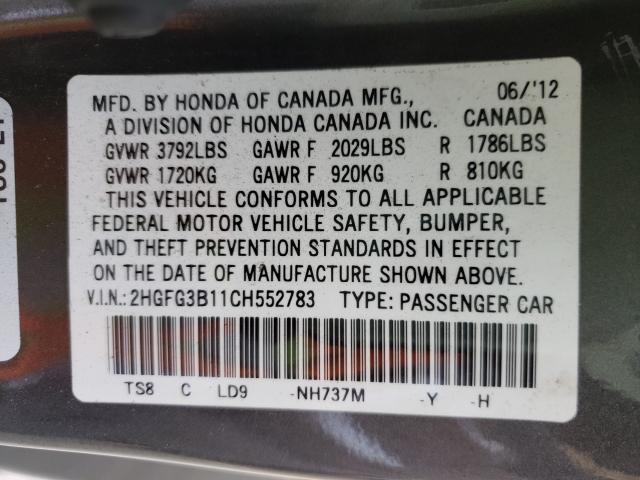 MFD. BY HONDA OF CANADA MFG., 06/'12
A DIVISION OF HONDA CANADA INC. CANADA
GVWR 3792LBS GAWR F 2029LBS R 1786LBS
GVWR 1720KG GAWR F 920KG R 810KG
THIS VEHICLE CONFORMS TO ALL APPLICABLE
FEDERAL MOTOR VEHICLE SAFETY, BUMPER,
AND THEFT PREVENTION STANDARDS IN EFFECT
ON THE DATE OF MANUFACTURE SHOWN ABOVE.
V.I.N.: 2HGFG3B11CH552783 TYPE: PASSENGER CAR
TS8 C LD9 -NH737M -Y -H